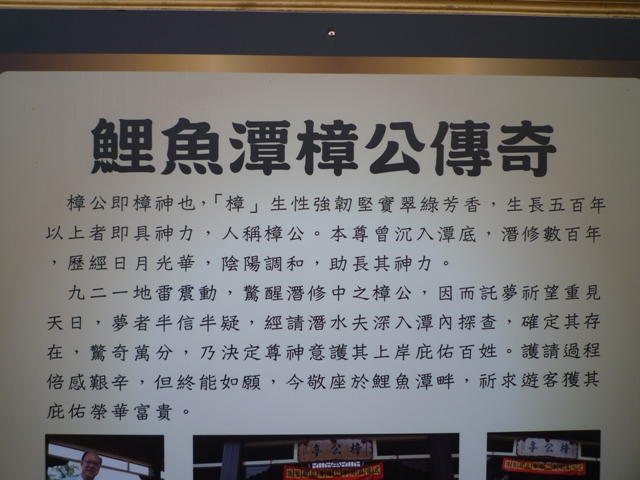 鯉魚潭樟公傳奇
樟公即樟神也,「樟」生性強韌堅實翠綠芳香,生長五百年
以上者即具神力,人稱樟公。本尊曾沉入潭底,潛修數百年
,歷經日月光華,陰陽調和,助長其神力。
九二一地雷震動,驚醒潛修中之樟公,因而託夢祈望重見
天日,夢者半信半疑,經請潛水夫深入潭內探查,確定其存
在,驚奇萬分,乃決定尊神意護其上岸庇佑百姓。護請過程
倍感艱辛,但終能如願,今敬座於鯉魚潭畔,祈求遊客獲其
庇佑榮華富貴。
亭公樟
亭公樟